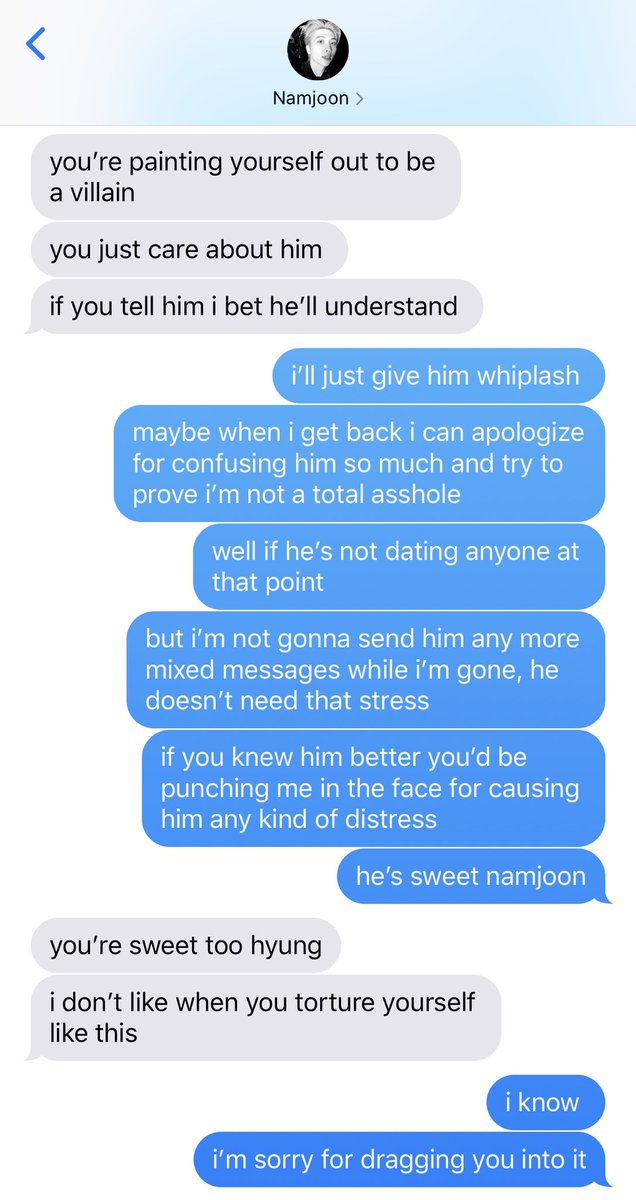 Namjoon
you’re painting yourself out to be
a villain
you just care about him
if you tell him i bet he’ll understand
i’ll just give him whiplash
maybe when i get back i can apologize
for confusing him so much and try to
prove i’m not a total asshole
well if he’s not dating anyone at
that point
but i’m not gonna send him any more
mixed messages while i’m gone, he
doesn’t need that stress
if you knew him better you’d be
punching me in the face for causing
him any kind of distress
he’s sweet namjoon
you’re sweet too hyung
i don’t like when you torture yourself
like this
i know
i’m sorry for dragging you into it